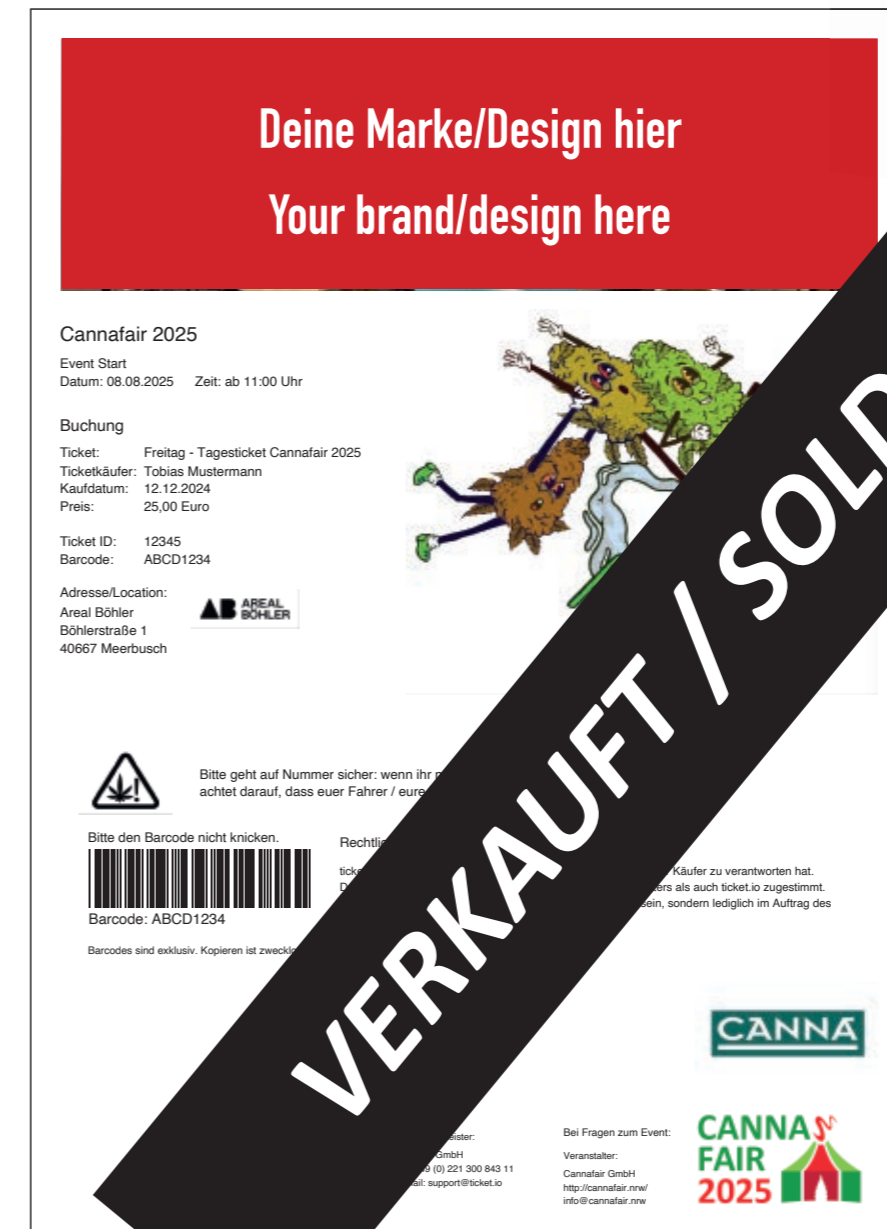 Deine Marke/Design hier
Your brand/design here
Cannafair 2025
Event Start
Datum: 08.08.2025 Zeit: ab 11:00 Uhr
Buchung
Ticket: Freitag - Tagesticket Cannafair 2025
Ticketkäufer: Tobias Mustermann
Kaufdatum: 12.12.2024
Preis: 25,00 Euro
Ticket ID: 12345
Barcode: ABCD1234
Adresse/Location:
Areal Böhler
Böhlerstraße 1
40667 Meerbusch
AB AREAL
BÖHLER
VERKAUFT / SOLD
Bitte geht auf Nummer sicher: wenn ihr
achtet darauf, dass euer Fahrer /
Bitte den Barcode nicht knicken.
Barcode: ABCD1234
Barcodes sind exklusiv. Kopieren ist
Käufer zu verantworten hat.
als auch ticket.io zugestimmt.
sein, sondern lediglich im Auftrag des
CANNA
GmbH
(0) 221 300 843 11
support@ticket.io
Bei Fragen zum Event:
Veranstalter:
Cannafair GmbH
http://cannafair.nrw/
info@cannafair.nrw
CANNA
FAIR
2025